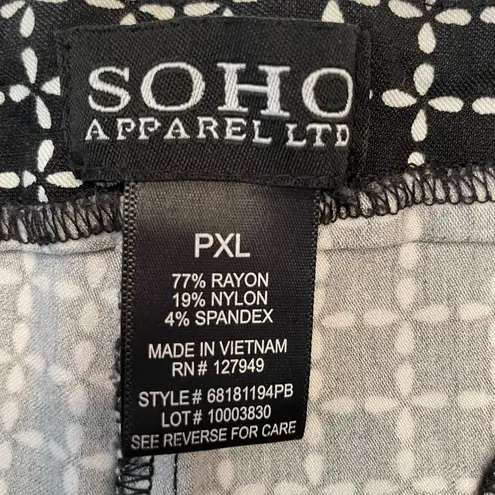 SOHO
APPAREL LTD
PXL
77% RAYON
19% NYLON
4% SPANDEX
MADE IN VIETNAM
RN# 127949
STYLE# 68181194PB
LOT# 10003830
SEE REVERSE FOR CARE